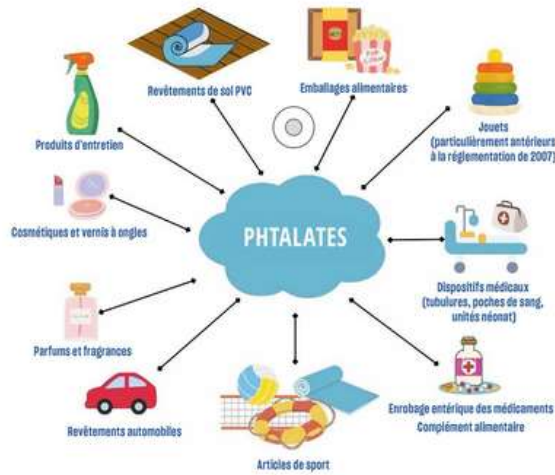 Revêtements de sol PVC
Emballages alimentaires
Jouets
(particulièrement antérieurs
à la réglementation de 2007)
Produits d'entretien
Cosmétiques et vernis à ongles
PHTALATES
Dispositifs médicaux
(tubulures, poches de sang,
unités néonat)
Parfums et fragrances
Revêtements automobiles
Articles de sport
Enrobage entérique des médicaments
Complément alimentaire